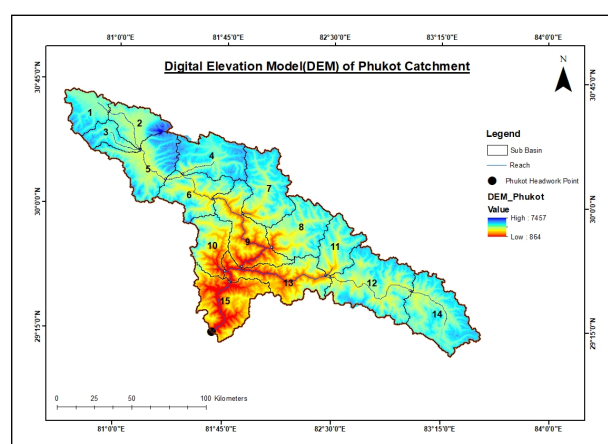 81°0'0"E 81°45'0"E 82°30'0"E 83°15'0"E 84°0'0"E
Digital Elevation Model(DEM) of Phukot Catchment
N
30°45'0"N
30°45'0"N
1
2
3
4
5
6
7
8
9
10
11
12
13
14
15
Legend
Sub Basin
Reach
Phukot Headwork Point
DEM_Phukot
Value
High : 7457
Low : 864
30°0'0"N
30°0'0"N
29°15'0"N
29°15'0"N
0 25 50 100 Kilometers
81°0'0"E 81°45'0"E 82°30'0"E 83°15'0"E 84°0'0"E